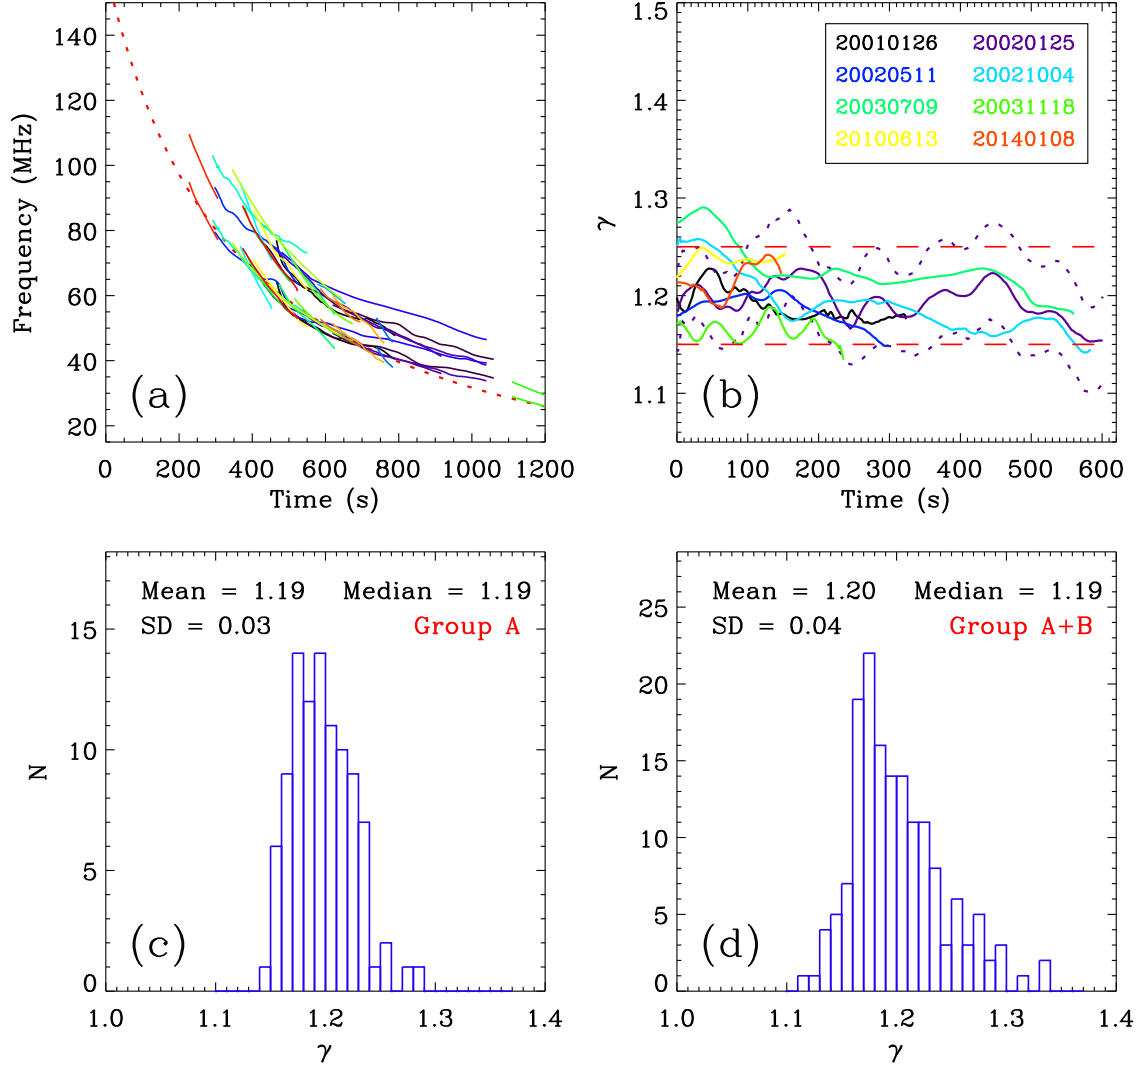 140
120
100
80
60
40
20
Frequency (MHz)
(a)
0 200 400 600 800 1000 1200
Time (s)
1.5
1.4
1.3
1.2
1.1
γ
20010126 20020125
20020511 20021004
20030709 20031118
20100613 20140108
(b)
0 100 200 300 400 500 600
Time (s)
Mean = 1.19 Median = 1.19
SD = 0.03 Group A
15
10
5
0
N
(c)
1.0 1.1 1.2 1.3 1.4
γ
Mean = 1.20 Median = 1.19
SD = 0.04 Group A+B
25
20
15
10
5
0
N
(d)
1.0 1.1 1.2 1.3 1.4
γ